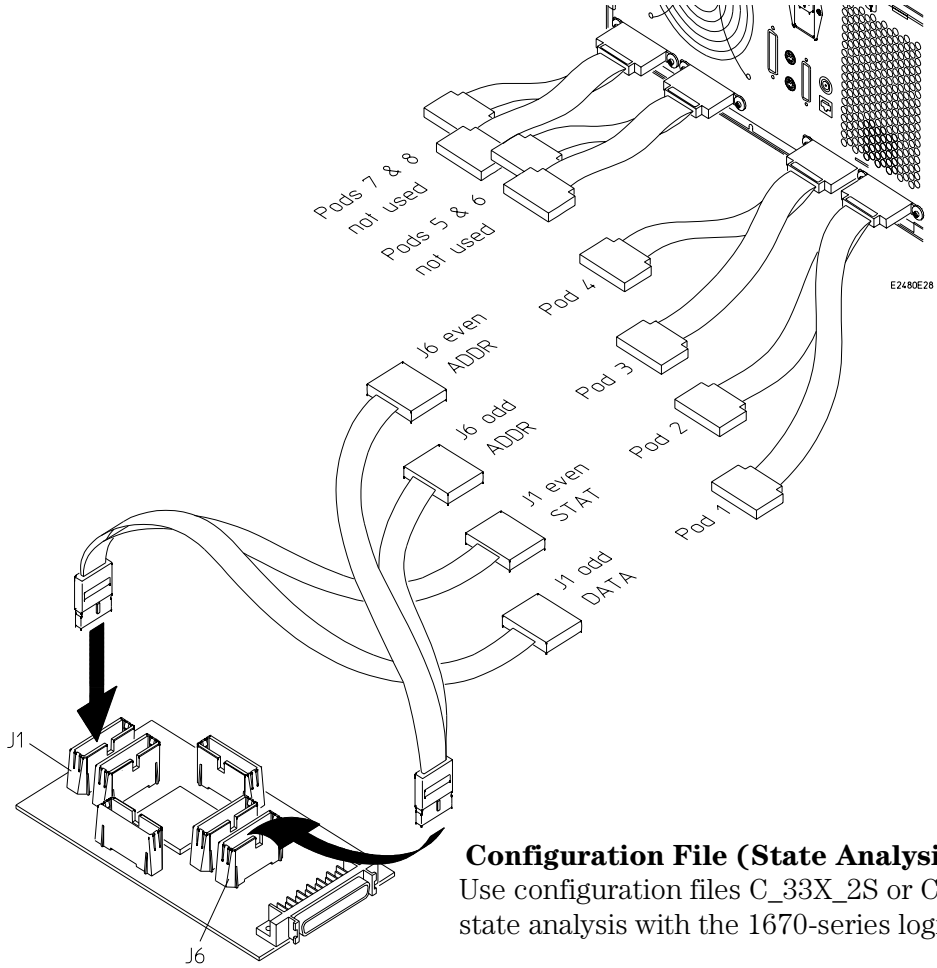 Pods 7 & 8
not used
Pods 5 & 6
not used
Pod 4
E2480E28
J6 even
ADDR
Pod 3
J6 odd
ADDR
Pod 2
J1 even
STAT
Pod 1
J1 odd
DATA
J1
J6
Configuration File (State Analysi
Use configuration files C_33X_2S or C
state analysis with the 1670-series log